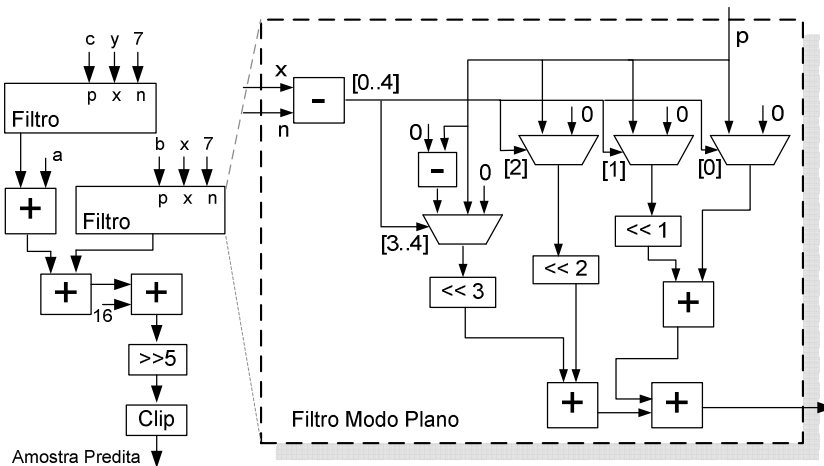 c y 7
p x n
Filtro
a
+
b x 7
p x n
Filtro
+
16
+
>>5
Clip
Amostra Predita
p
x
n
-
[0..4]
0
-
0
[3..4]
<< 3
0
[2]
<< 2
0
[1]
<< 1
0
[0]
+
+
+
Filtro Modo Plano